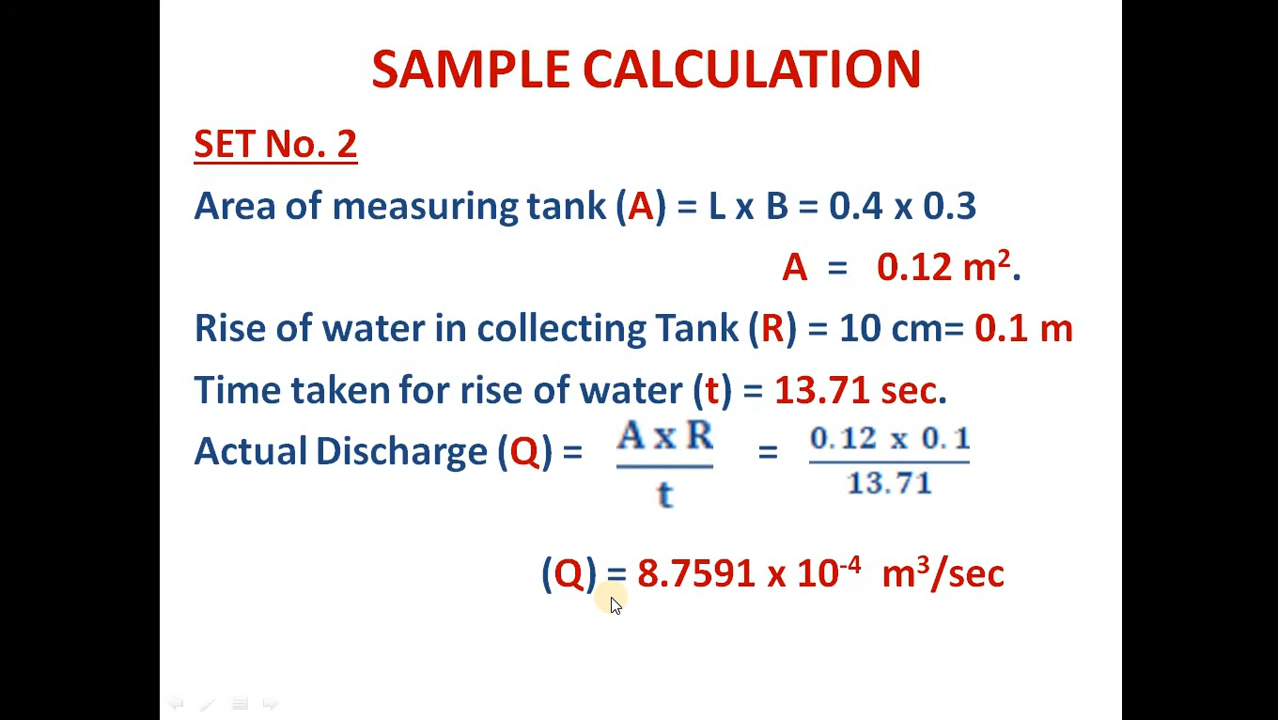 SAMPLE CALCULATION
SET No. 2
Area of measuring tank (A) = L x B = 0.4 x 0.3
A = 0.12 m².
Rise of water in collecting Tank (R) = 10 cm= 0.1 m
Time taken for rise of water (t) = 13.71 sec.
Actual Discharge (Q) = A x R / t = 0.12 x 0.1 / 13.71
(Q) = 8.7591 x 10⁻⁴ m³/sec